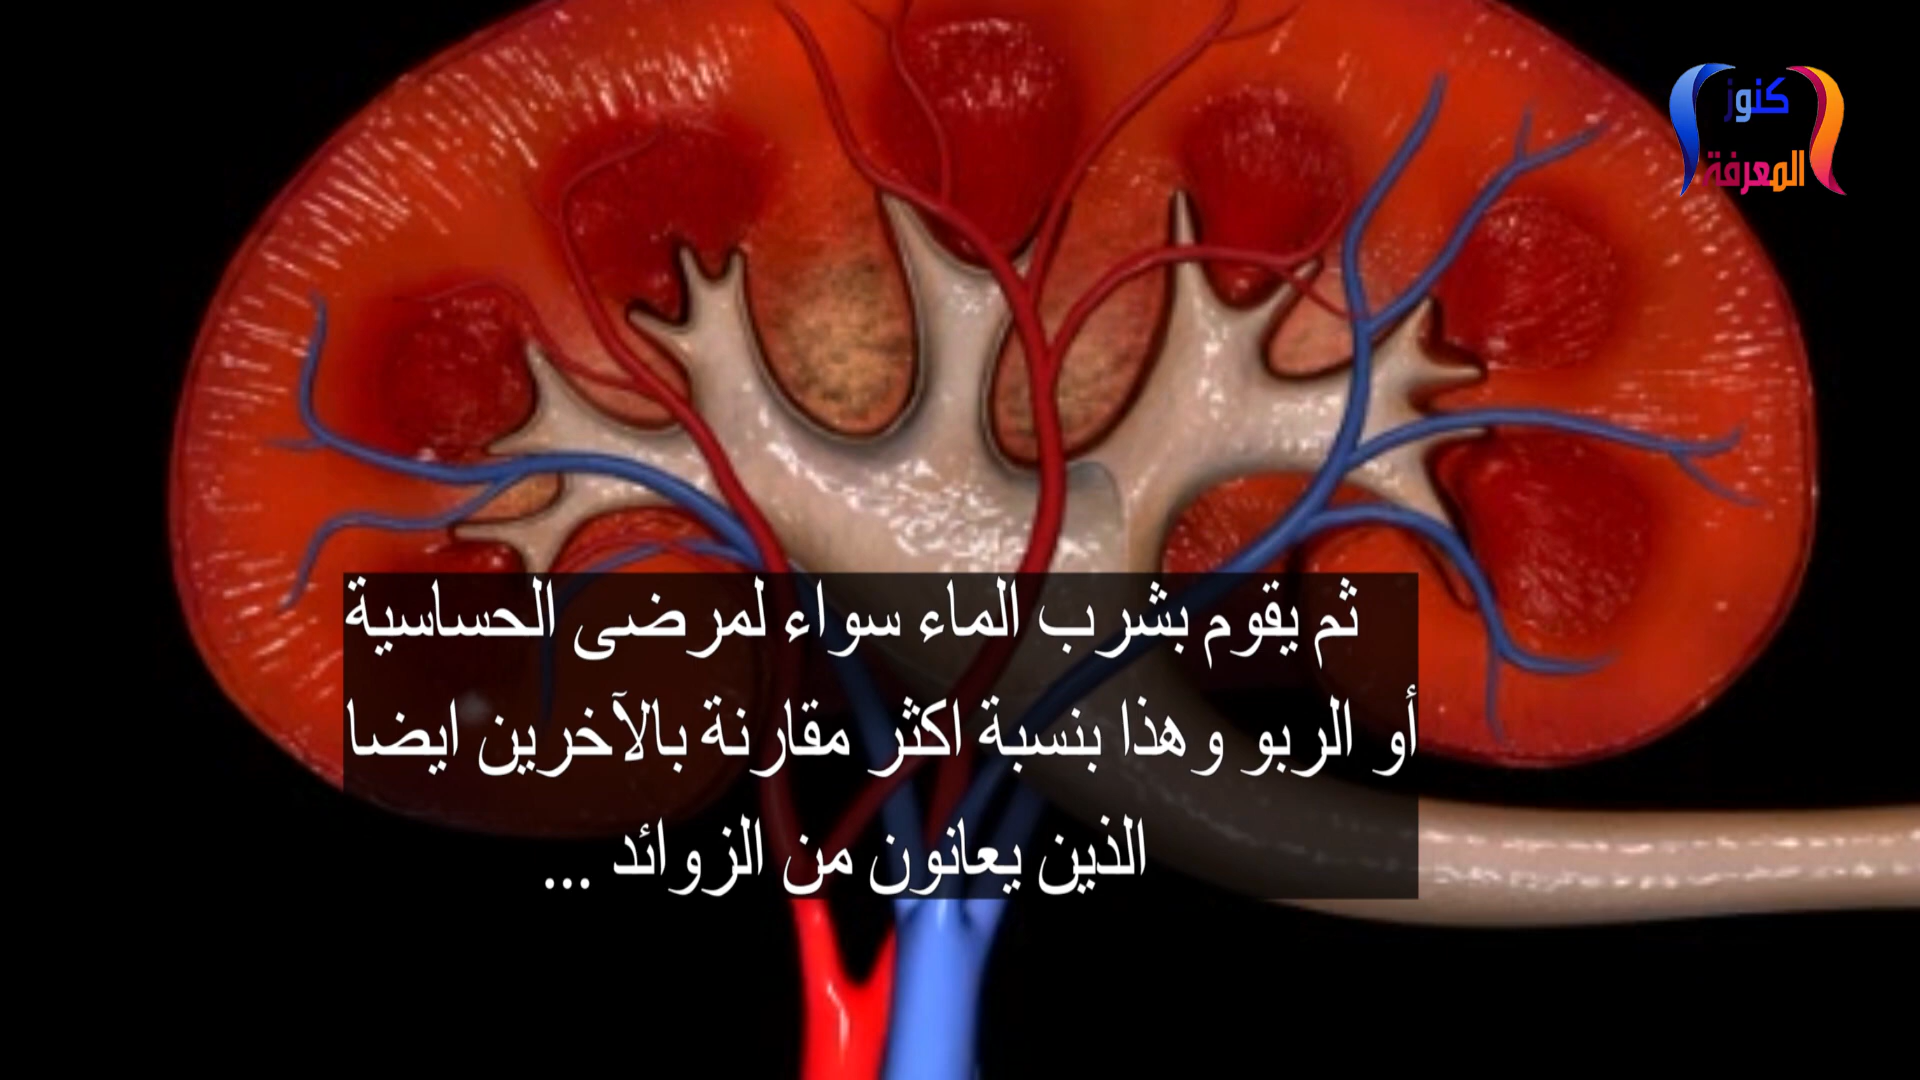 كنوز
المعرفة
ثم يقوم بشرب الماء سواء لمرضى الحساسية
أو الربو وهذا بنسبة اكثر مقارنة بالآخرين ايضا
الذين يعانون من الزوائد ...